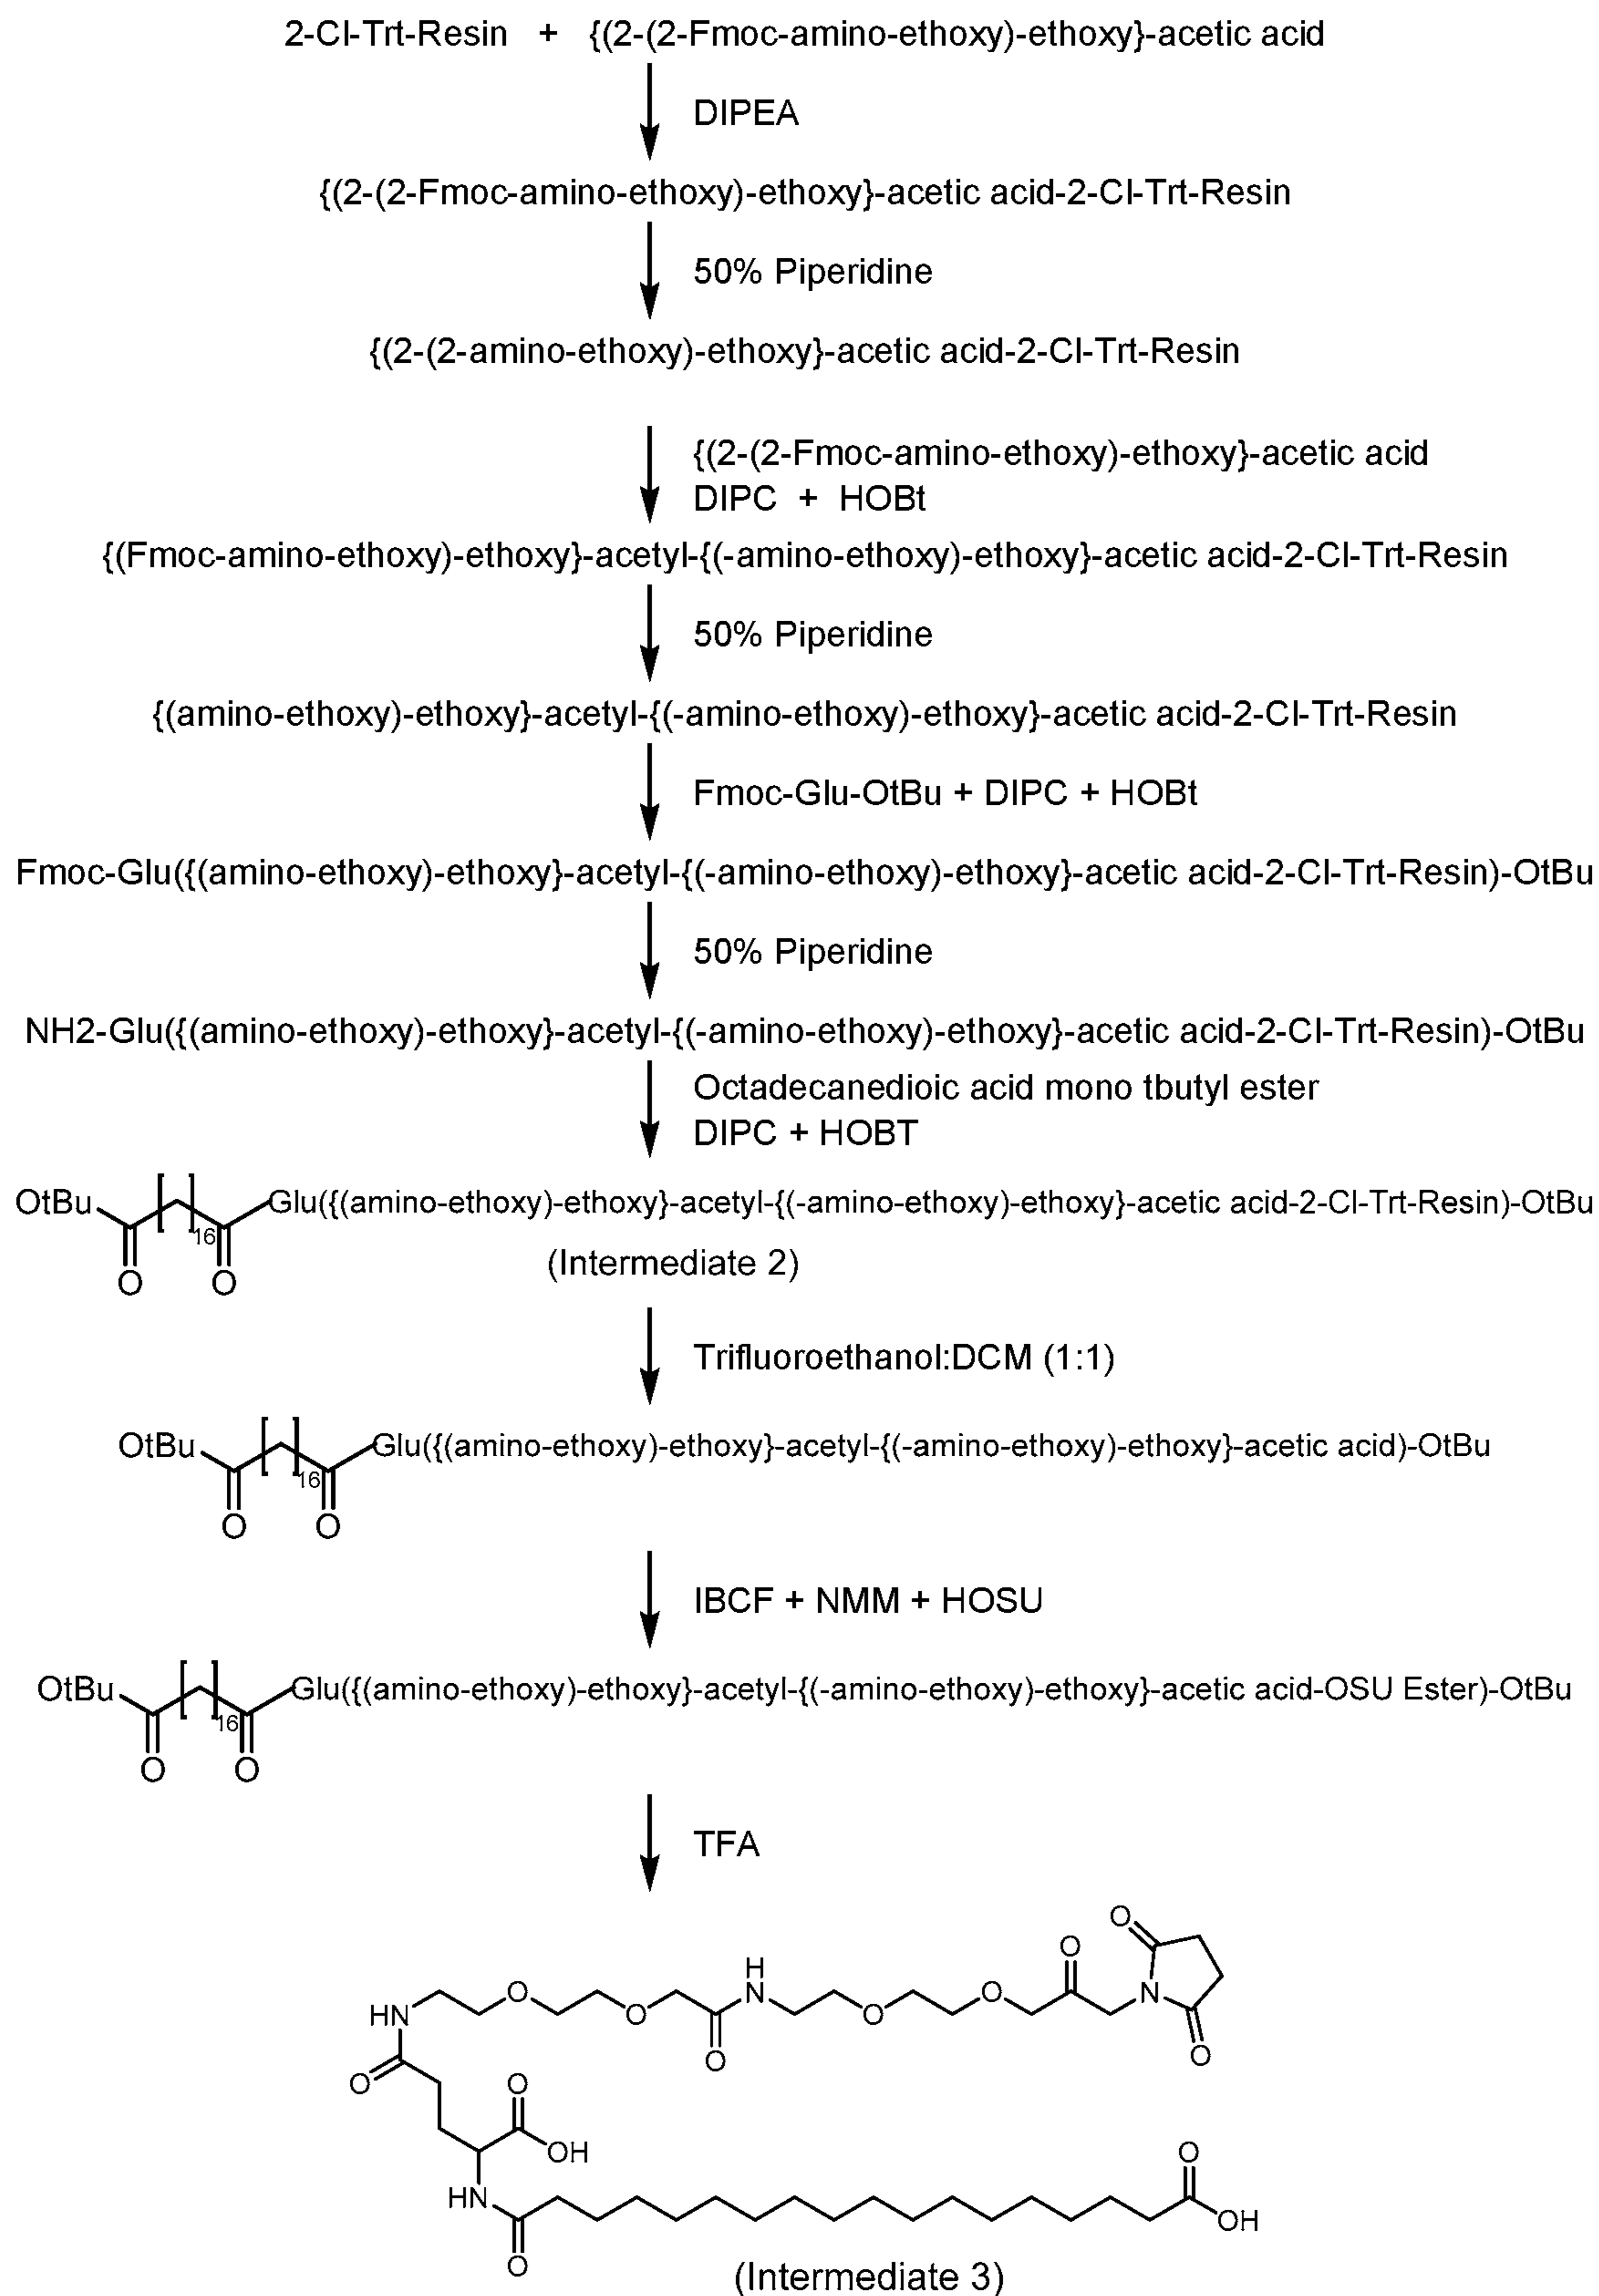 2-Cl-Trt-Resin + {(2-(2-Fmoc-amino-ethoxy)-ethoxy}-acetic acid
DIPEA
{(2-(2-Fmoc-amino-ethoxy)-ethoxy}-acetic acid-2-Cl-Trt-Resin
50% Piperidine
{(2-(2-amino-ethoxy)-ethoxy}-acetic acid-2-Cl-Trt-Resin
{(2-(2-Fmoc-amino-ethoxy)-ethoxy}-acetic acid
DIPC + HOBt
{(Fmoc-amino-ethoxy)-ethoxy}-acetyl-{(-amino-ethoxy)-ethoxy}-acetic acid-2-Cl-Trt-Resin
50% Piperidine
{(amino-ethoxy)-ethoxy}-acetyl-{(-amino-ethoxy)-ethoxy}-acetic acid-2-Cl-Trt-Resin
Fmoc-Glu-OtBu + DIPC + HOBt
Fmoc-Glu({(amino-ethoxy)-ethoxy}-acetyl-{(-amino-ethoxy)-ethoxy}-acetic acid-2-Cl-Trt-Resin)-OtBu
50% Piperidine
NH2-Glu({(amino-ethoxy)-ethoxy}-acetyl-{(-amino-ethoxy)-ethoxy}-acetic acid-2-Cl-Trt-Resin)-OtBu
Octadecanedioic acid mono tbutyl ester
DIPC + HOBT
OtBu Glu({(amino-ethoxy)-ethoxy}-acetyl-{(-amino-ethoxy)-ethoxy}-acetic acid-2-Cl-Trt-Resin)-OtBu
16
O O
(Intermediate 2)
Trifluoroethanol:DCM (1:1)
OtBu Glu({(amino-ethoxy)-ethoxy}-acetyl-{(-amino-ethoxy)-ethoxy}-acetic acid)-OtBu
16
O O
IBCF + NMM + HOSU
OtBu Glu({(amino-ethoxy)-ethoxy}-acetyl-{(-amino-ethoxy)-ethoxy}-acetic acid-OSU Ester)-OtBu
16
O O
TFA
O
O
H
HN O O N O O N
O O O
O O
OH
O
HN OH
O
(Intermediate 3)